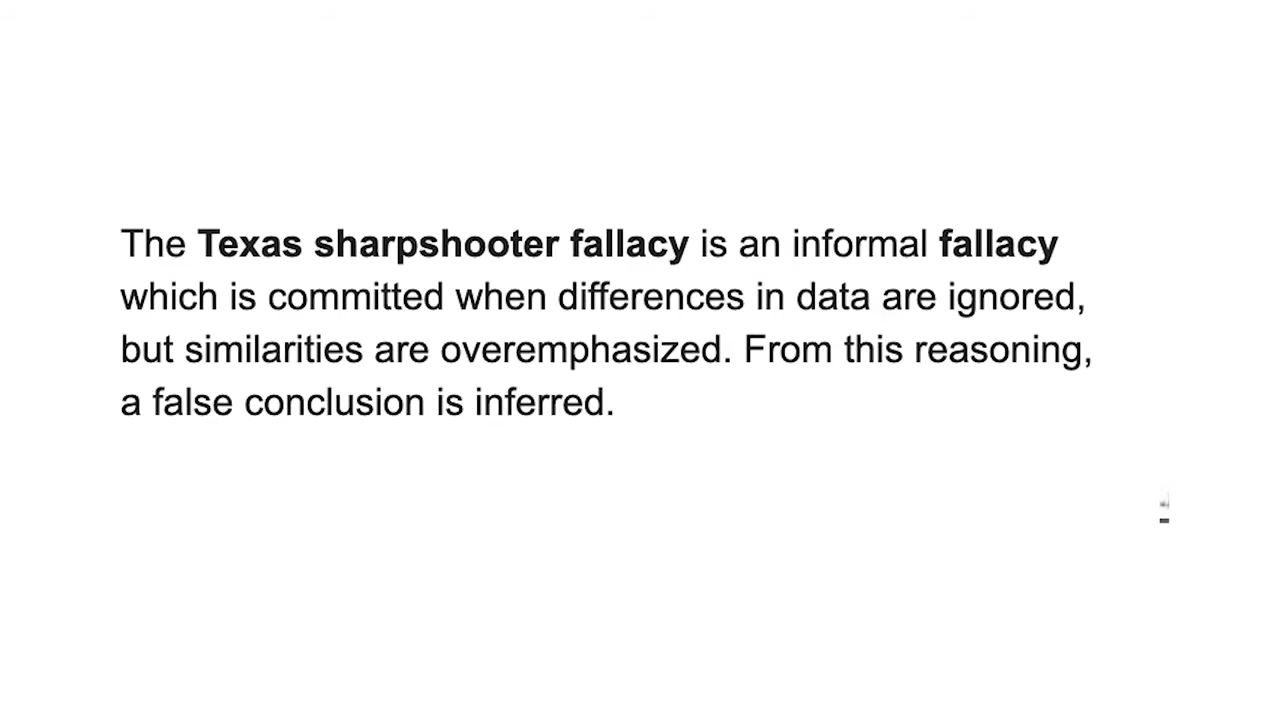 The Texas sharpshooter fallacy is an informal fallacy
which is committed when differences in data are ignored,
but similarities are overemphasized. From this reasoning,
a false conclusion is inferred.